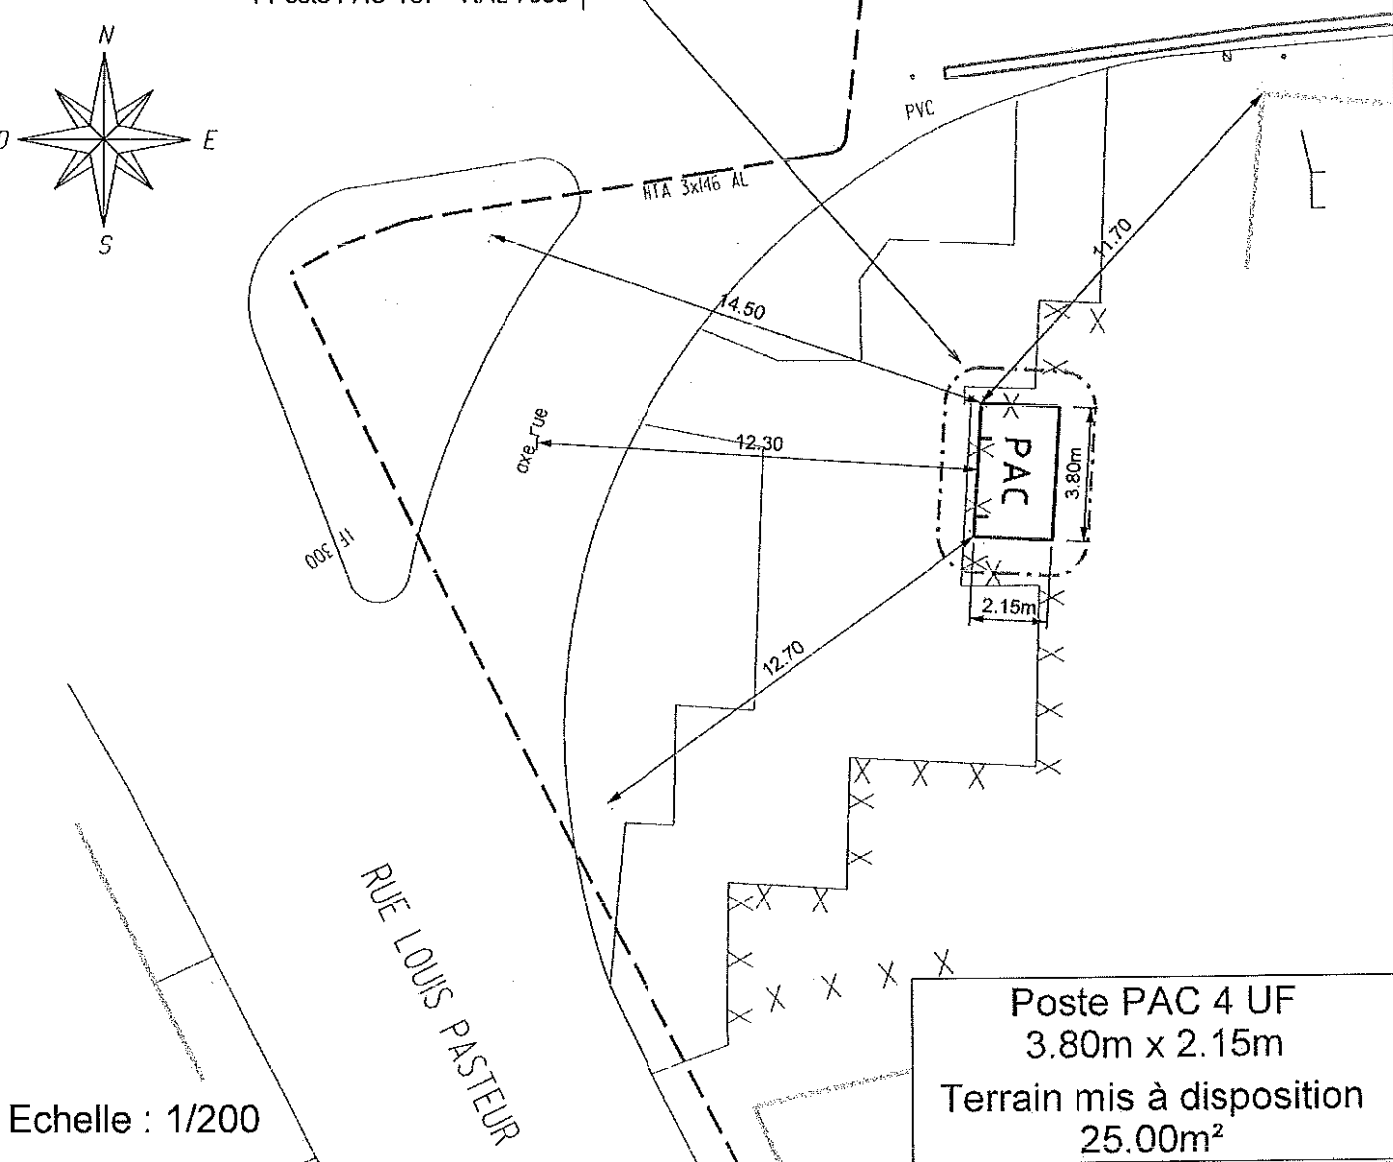 N
E
S
PVC
HTA 3x146 AL
11.70
14.50
axe rue
12.30
PAC
3.80m
IF 300
2.15m
12.70
RUE LOUIS PASTEUR
Poste PAC 4 UF
3.80m x 2.15m
Terrain mis à disposition
25.00m²
Echelle : 1/200